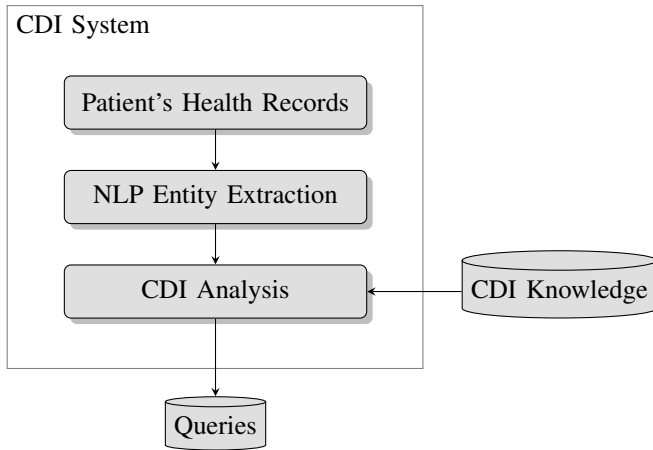 CDI System
Patient's Health Records
NLP Entity Extraction
CDI Analysis
CDI Knowledge
Queries